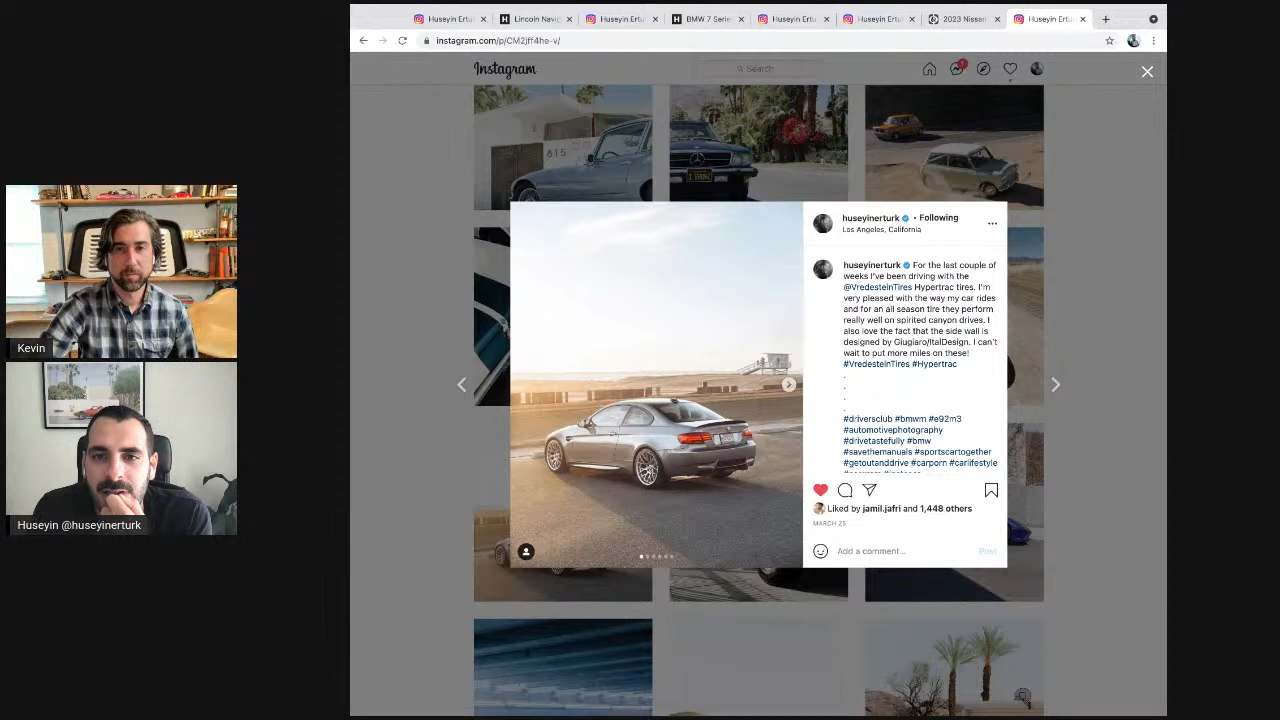 Huseyin Ertu
Lincoln Navig
Huseyin Ertu
BMW 7 Serie
Huseyin Ertu
Huseyin Ertu
2023 Nissan
Huseyin Ertu
instagram.com/p/CM2jff4he-v/
Instagram
Search
815
huseyinerturk • Following
Los Angeles, California
huseyinerturk For the last couple of
weeks I've been driving with the
@VredesteinTires Hypertrac tires. I'm
very pleased with the way my car rides
and for an all season tire they perform
really well on spirited canyon drives. I
also love the fact that the side wall is
designed by Giugiaro/ItalDesign. I can't
wait to put more miles on these!
#VredesteinTires #Hypertrac
.
.
.
.
#driversclub #bmwm #e92m3
#automotivephotography
#drivetastefully #bmw
#savethemanuals #sportscartogether
#getoutanddrive #carporn #carlifestyle
Liked by jamil.jafri and 1,448 others
MARCH 25
Add a comment...
Post
Kevin
Huseyin @huseyinerturk